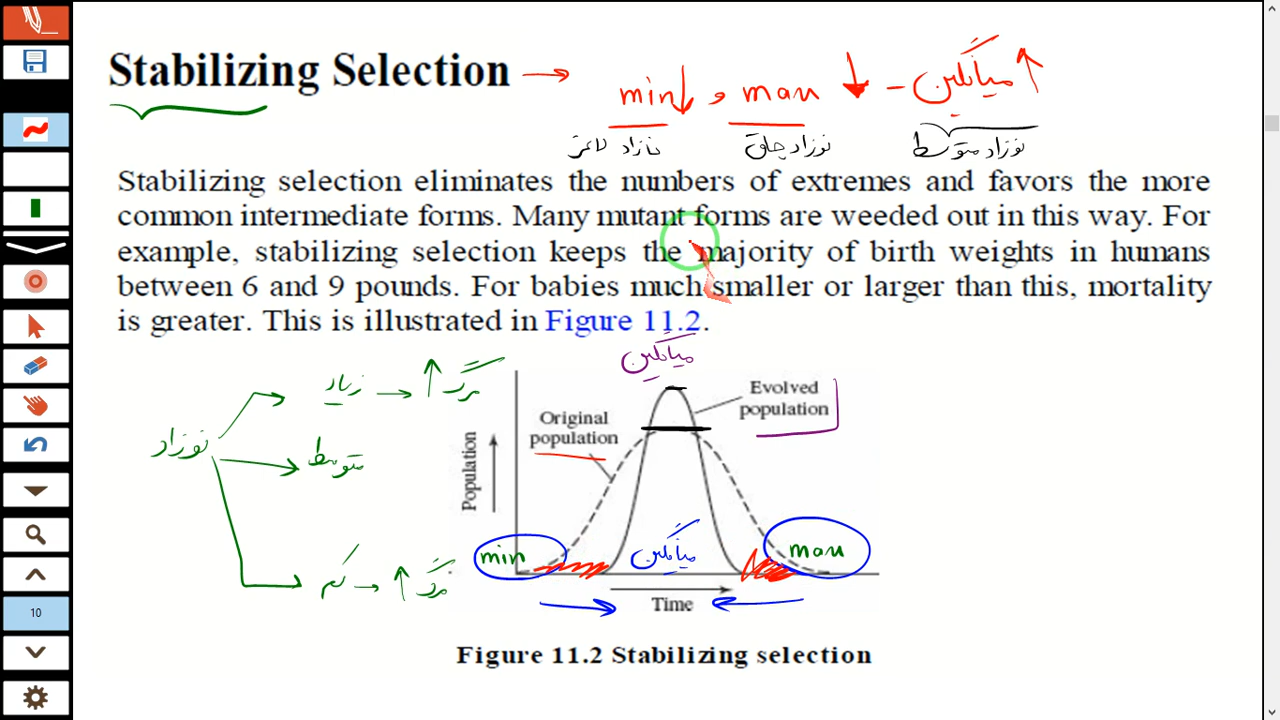 Stabilizing Selection → min↓ و man ↓ - میانگین ↑
نازاد لاغر نوزاد چاق نوزاد متوسط
Stabilizing selection eliminates the numbers of extremes and favors the more
common intermediate forms. Many mutant forms are weeded out in this way. For
example, stabilizing selection keeps the majority of birth weights in humans
between 6 and 9 pounds. For babies much smaller or larger than this, mortality
is greater. This is illustrated in Figure 11.2.
میانگین
نوزاد
زیاد → ↑ مرگ
متوسط
کم → ↑ مرگ
Original
population
Evolved
population
Population
min
میانگین
man
Time
Figure 11.2 Stabilizing selection
10